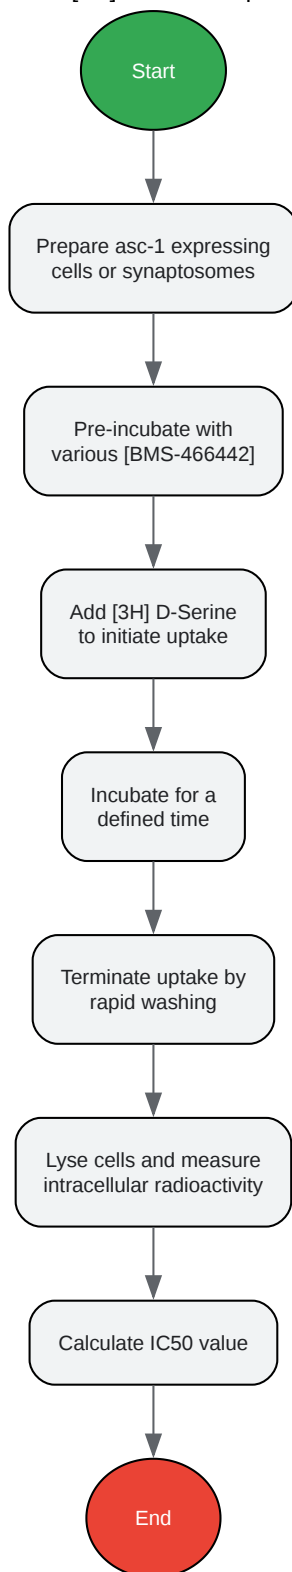 Start
Prepare asc-1 expressing
cells or synaptosomes
Pre-incubate with
various [BMS-466442]
Add [3H] D-Serine
to initiate uptake
Incubate for a
defined time
Terminate uptake by
rapid washing
Lyse cells and measure
intracellular radioactivity
Calculate IC50 value
End